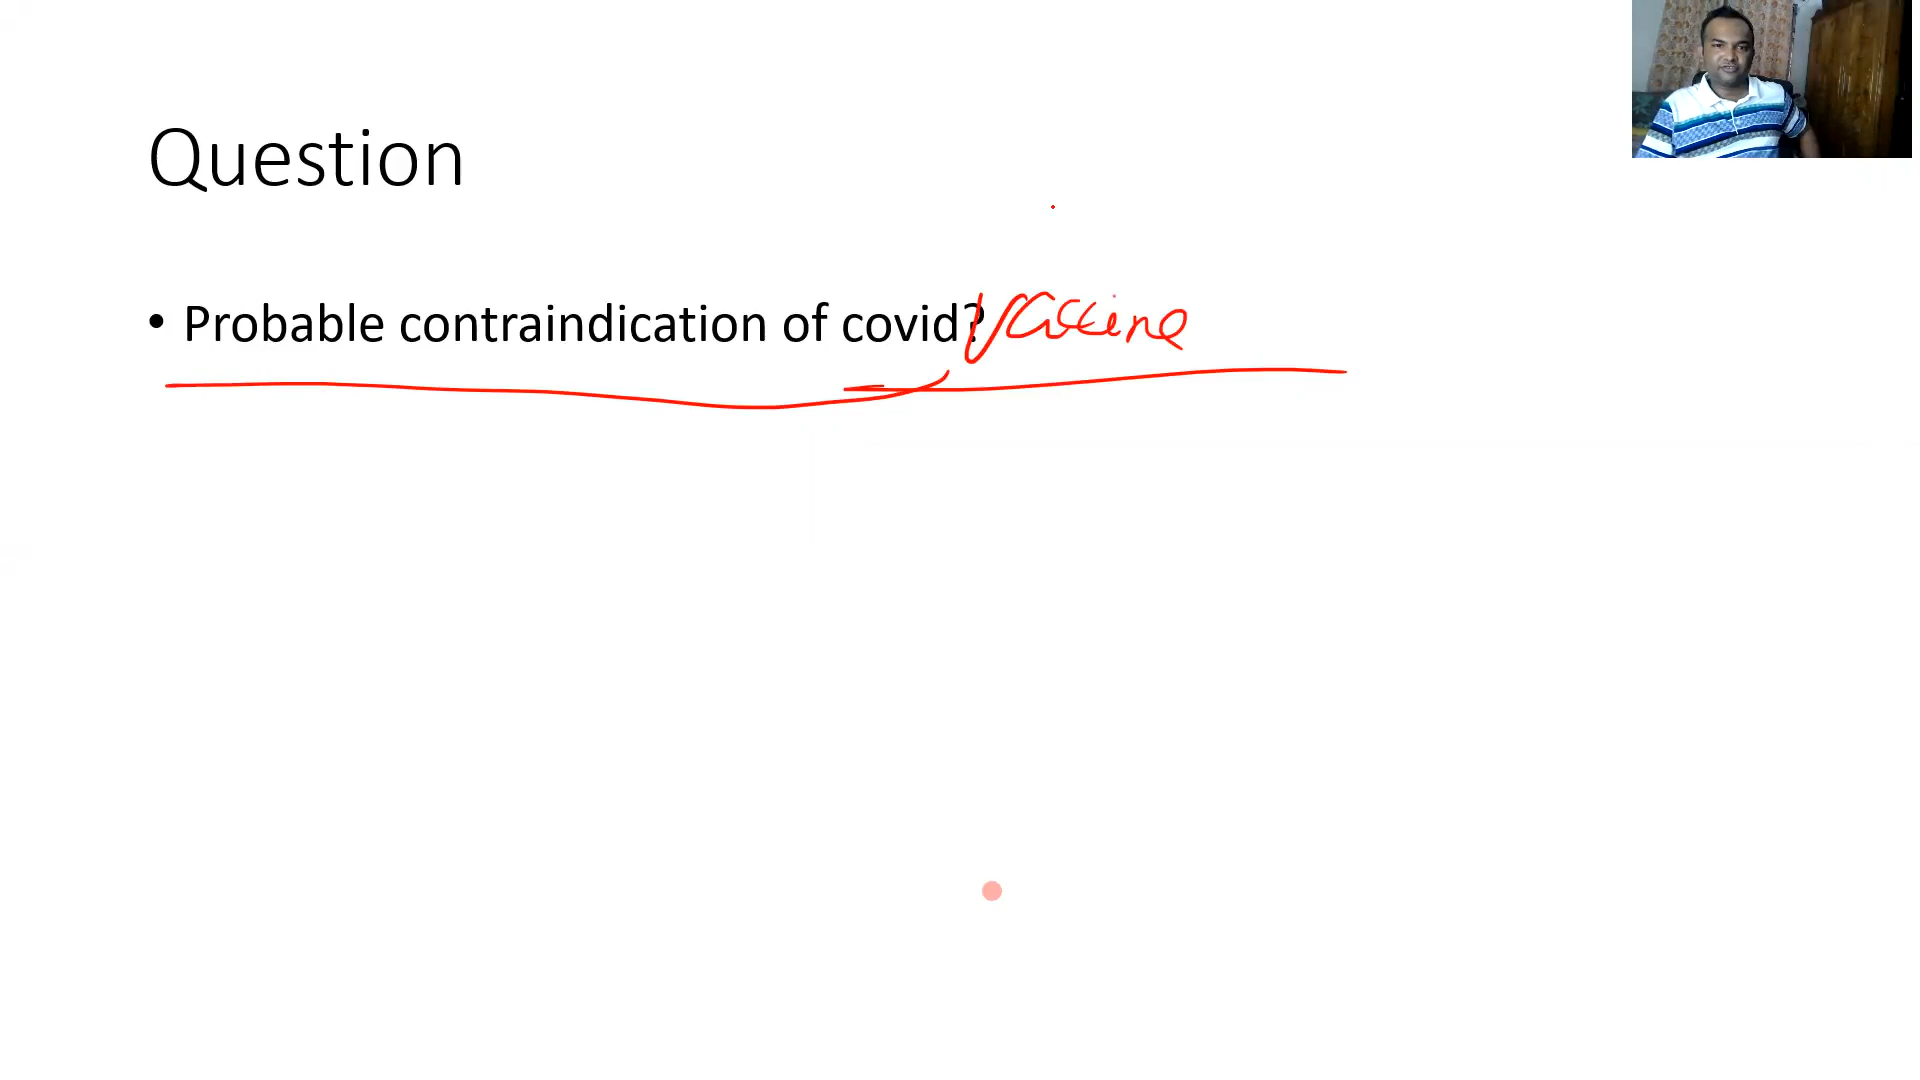 Question
• Probable contraindication of covid? Vaccine